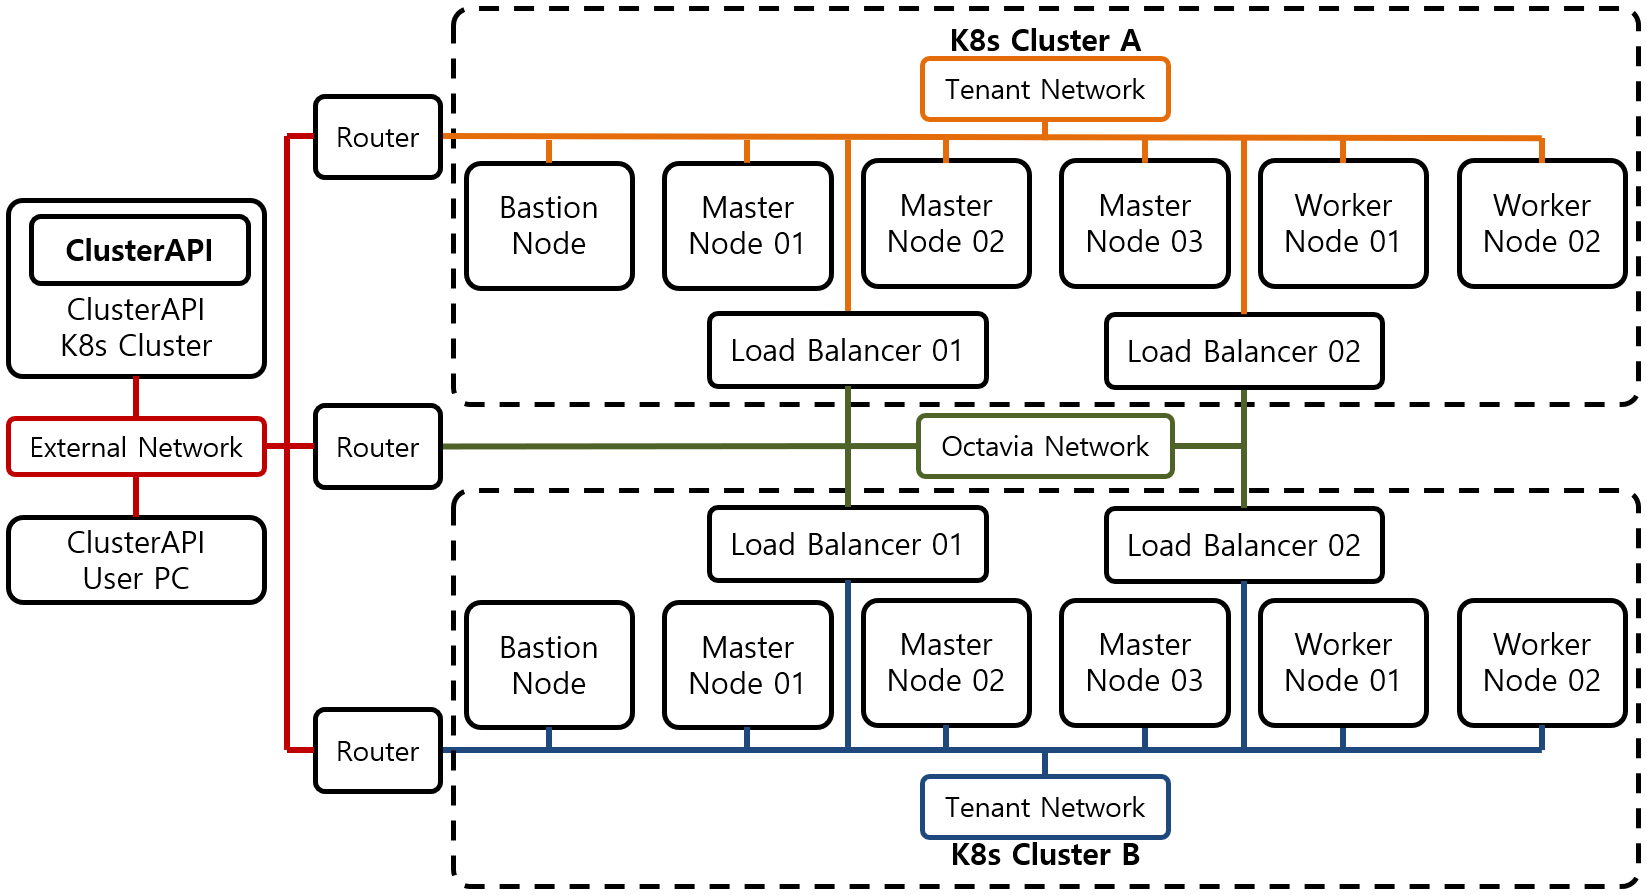 K8s Cluster A
Tenant Network
Router
Bastion
Node
Master
Node 01
Master
Node 02
Master
Node 03
Worker
Node 01
Worker
Node 02
ClusterAPI
ClusterAPI
K8s Cluster
Load Balancer 01
Load Balancer 02
External Network
Router
Octavia Network
ClusterAPI
User PC
Load Balancer 01
Load Balancer 02
Bastion
Node
Master
Node 01
Master
Node 02
Master
Node 03
Worker
Node 01
Worker
Node 02
Router
Tenant Network
K8s Cluster B